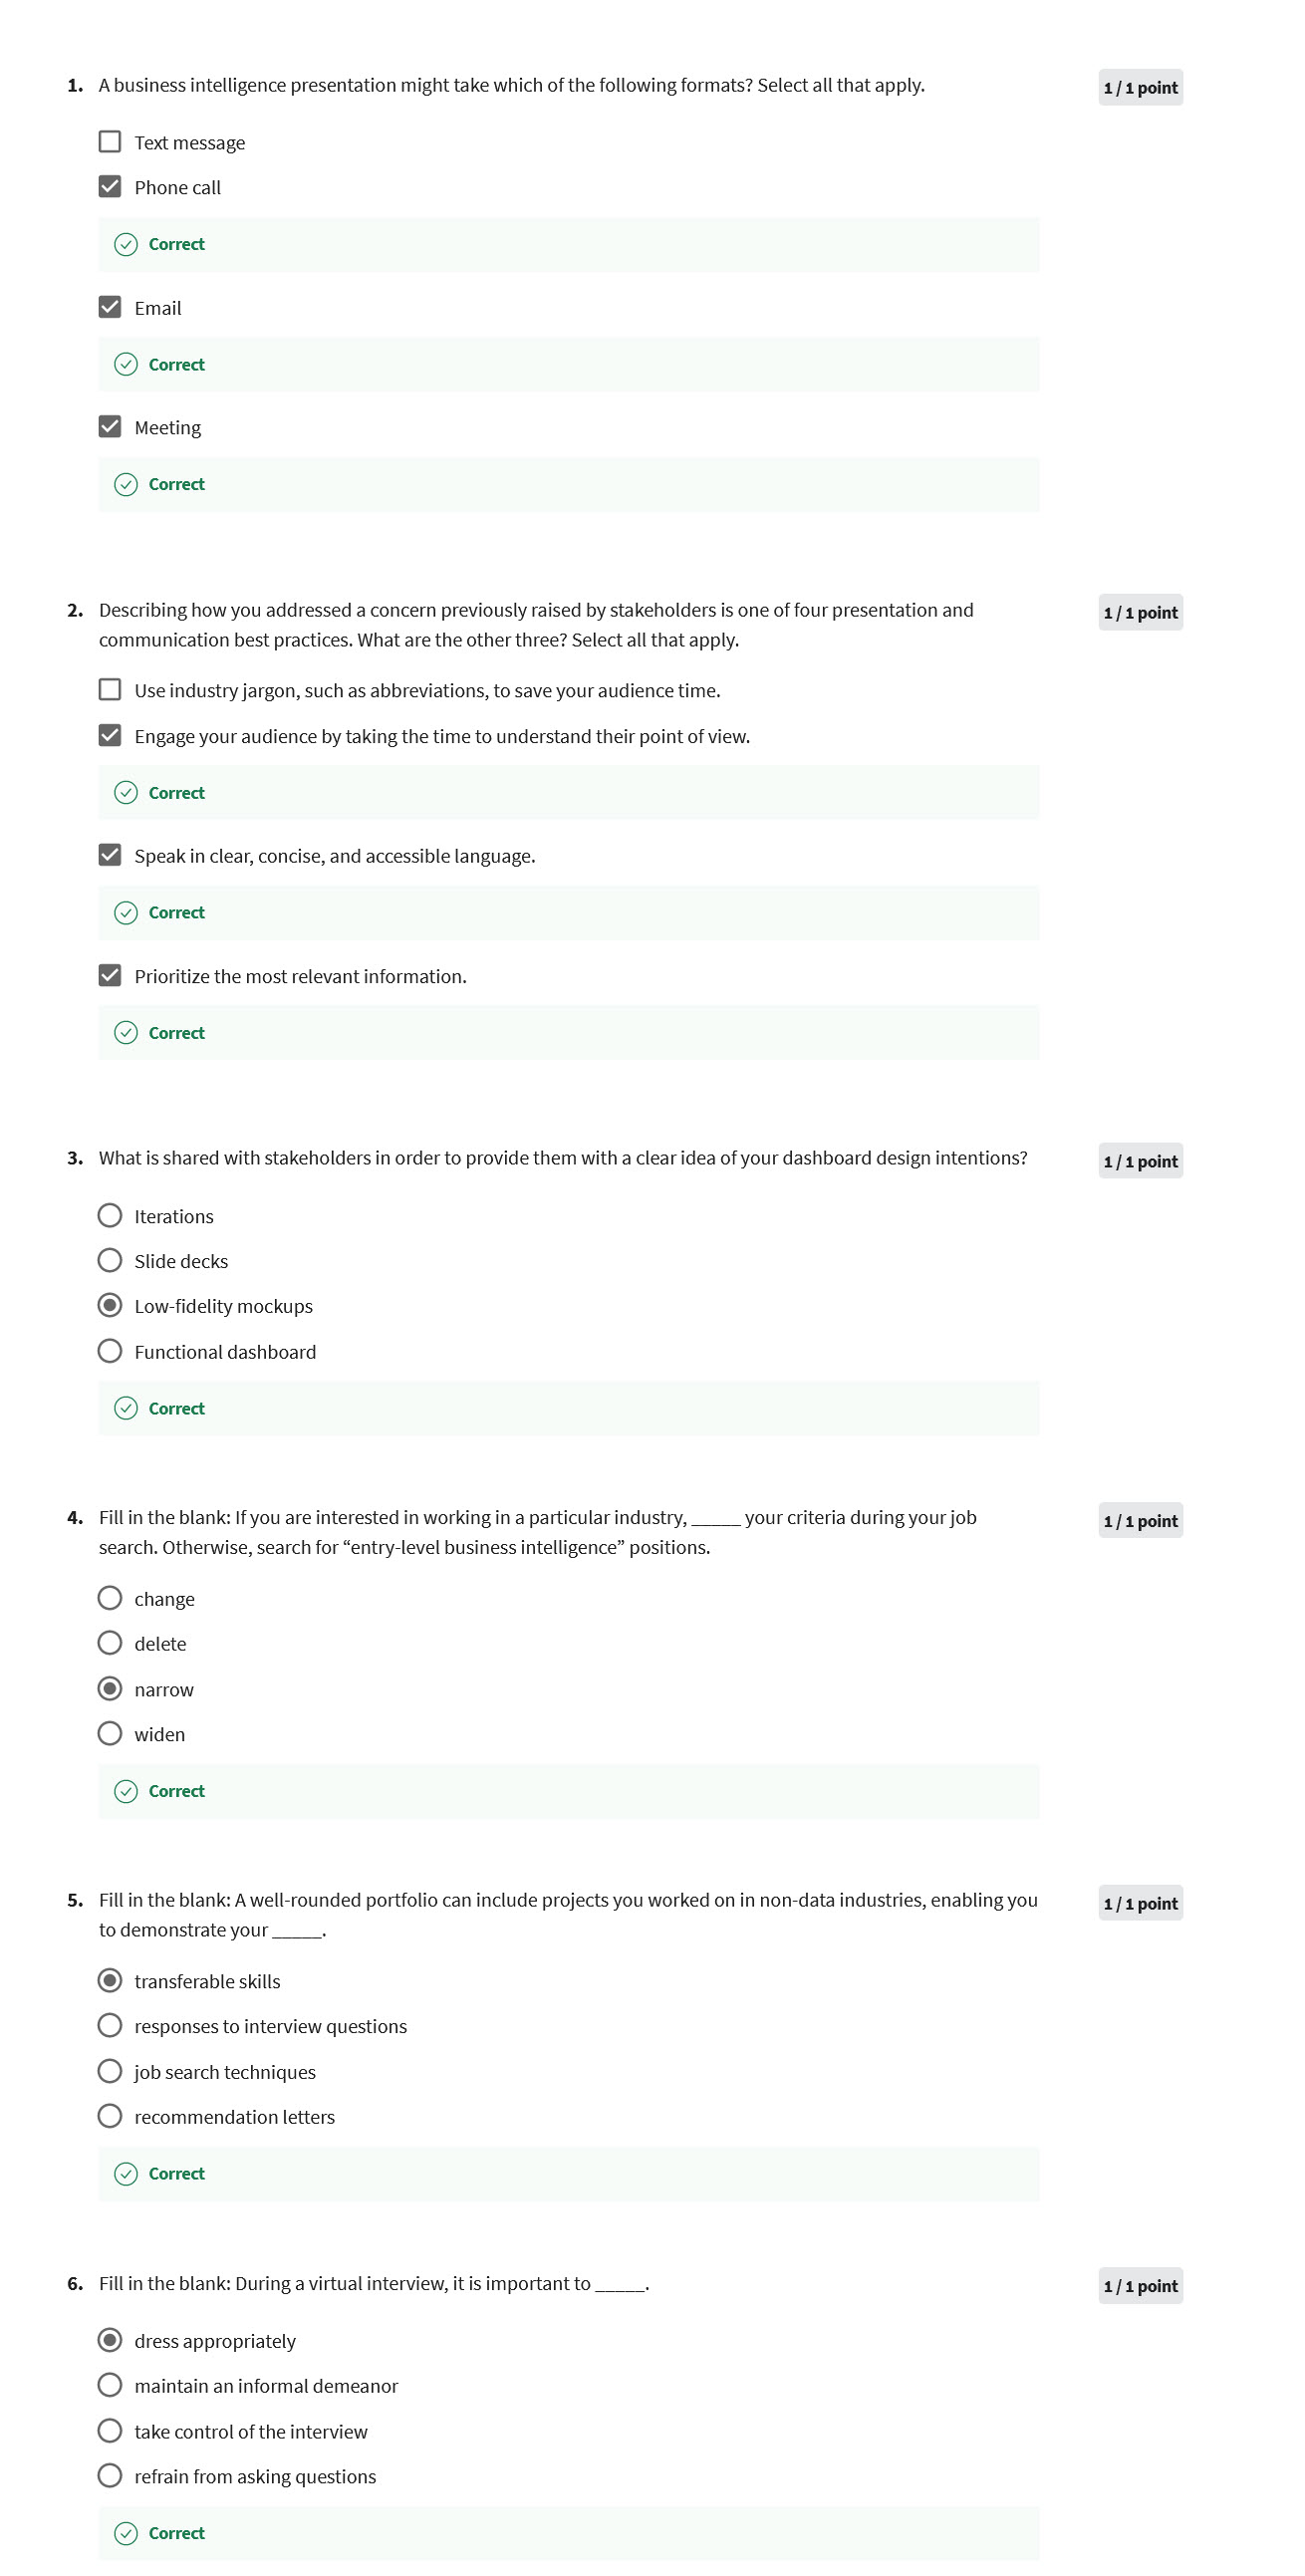 1. A business intelligence presentation might take which of the following formats? Select all that apply.
1 / 1 point
Text message
Phone call
Correct
Email
Correct
Meeting
Correct
2. Describing how you addressed a concern previously raised by stakeholders is one of four presentation and
communication best practices. What are the other three? Select all that apply.
1 / 1 point
Use industry jargon, such as abbreviations, to save your audience time.
Engage your audience by taking the time to understand their point of view.
Correct
Speak in clear, concise, and accessible language.
Correct
Prioritize the most relevant information.
Correct
3. What is shared with stakeholders in order to provide them with a clear idea of your dashboard design intentions?
1 / 1 point
Iterations
Slide decks
Low-fidelity mockups
Functional dashboard
Correct
4. Fill in the blank: If you are interested in working in a particular industry, _____ your criteria during your job
search. Otherwise, search for “entry-level business intelligence” positions.
1 / 1 point
change
delete
narrow
widen
Correct
5. Fill in the blank: A well-rounded portfolio can include projects you worked on in non-data industries, enabling you
to demonstrate your _____.
1 / 1 point
transferable skills
responses to interview questions
job search techniques
recommendation letters
Correct
6. Fill in the blank: During a virtual interview, it is important to _____.
1 / 1 point
dress appropriately
maintain an informal demeanor
take control of the interview
refrain from asking questions
Correct